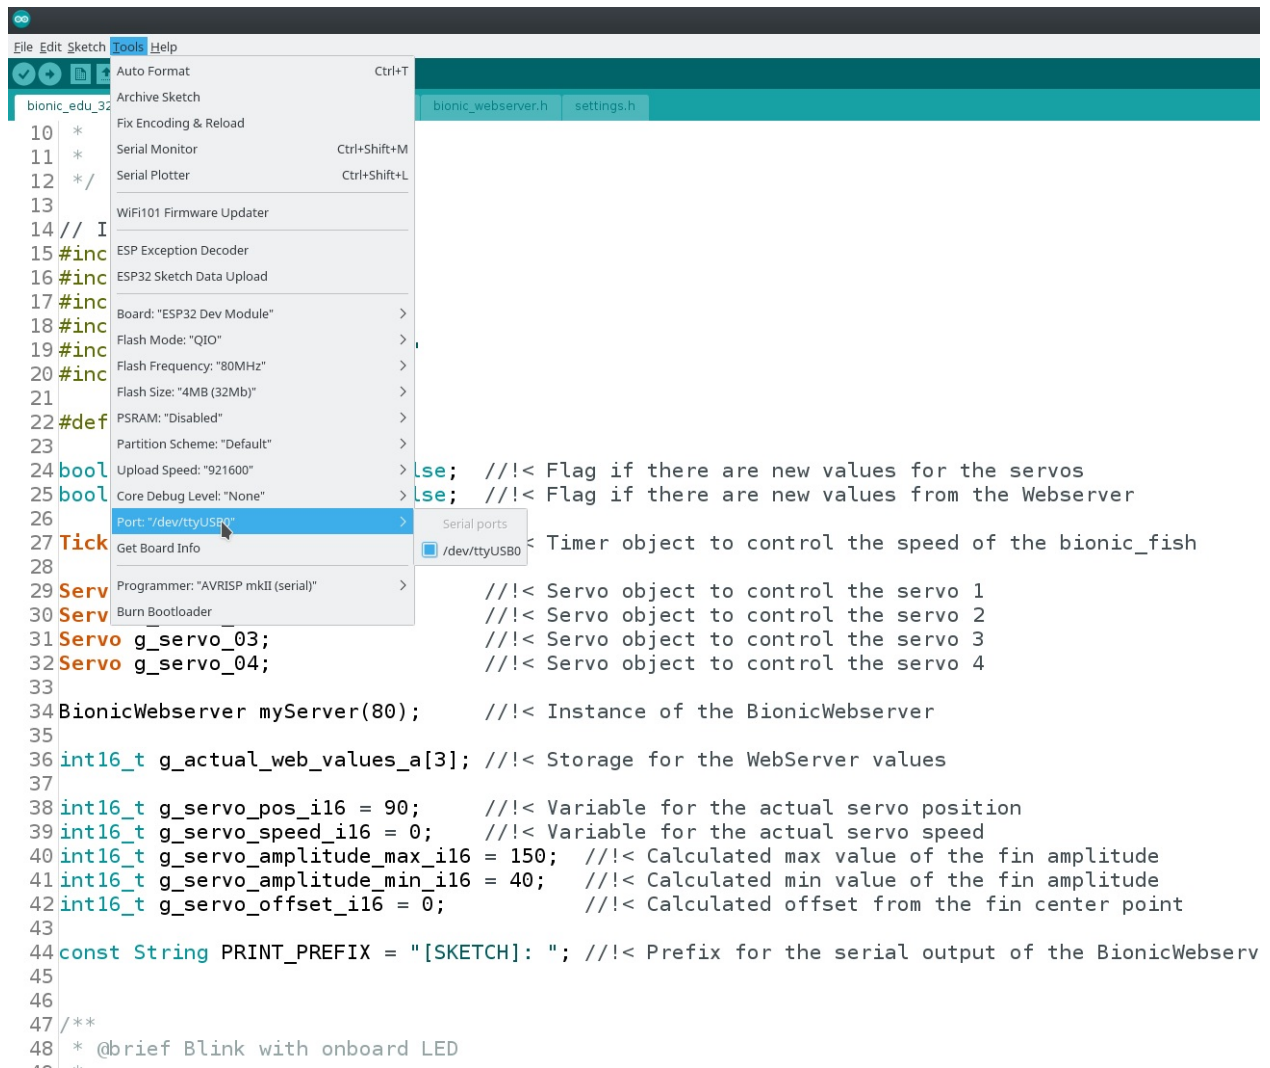 File Edit Sketch Tools Help
bionic_edu_32 bionic_webserver.h settings.h
Auto Format Ctrl+T
Archive Sketch
Fix Encoding & Reload
Serial Monitor Ctrl+Shift+M
Serial Plotter Ctrl+Shift+L
WiFi101 Firmware Updater
ESP Exception Decoder
ESP32 Sketch Data Upload
Board: "ESP32 Dev Module"
Flash Mode: "QIO"
Flash Frequency: "80MHz"
Flash Size: "4MB (32Mb)"
PSRAM: "Disabled"
Partition Scheme: "Default"
Upload Speed: "921600"
Core Debug Level: "None"
Port: "/dev/ttyUSB0"
Get Board Info
Programmer: "AVRISP mkII (serial)"
Burn Bootloader
Serial ports
/dev/ttyUSB0
10 *
11 *
12 */
13
14 // I
15 #inc
16 #inc
17 #inc
18 #inc
19 #inc "
20 #inc
21
22 #def
23
24 bool lse; //!< Flag if there are new values for the servos
25 bool lse; //!< Flag if there are new values from the Webserver
26
27 Tick < Timer object to control the speed of the bionic_fish
28
29 Serv //!< Servo object to control the servo 1
30 Serv //!< Servo object to control the servo 2
31 Servo g_servo_03; //!< Servo object to control the servo 3
32 Servo g_servo_04; //!< Servo object to control the servo 4
33
34 BionicWebserver myServer(80); //!< Instance of the BionicWebserver
35
36 int16_t g_actual_web_values_a[3]; //!< Storage for the WebServer values
37
38 int16_t g_servo_pos_i16 = 90; //!< Variable for the actual servo position
39 int16_t g_servo_speed_i16 = 0; //!< Variable for the actual servo speed
40 int16_t g_servo_amplitude_max_i16 = 150; //!< Calculated max value of the fin amplitude
41 int16_t g_servo_amplitude_min_i16 = 40; //!< Calculated min value of the fin amplitude
42 int16_t g_servo_offset_i16 = 0; //!< Calculated offset from the fin center point
43
44 const String PRINT_PREFIX = "[SKETCH]: "; //!< Prefix for the serial output of the BionicWebserv
45
46
47 /**
48 * @brief Blink with onboard LED